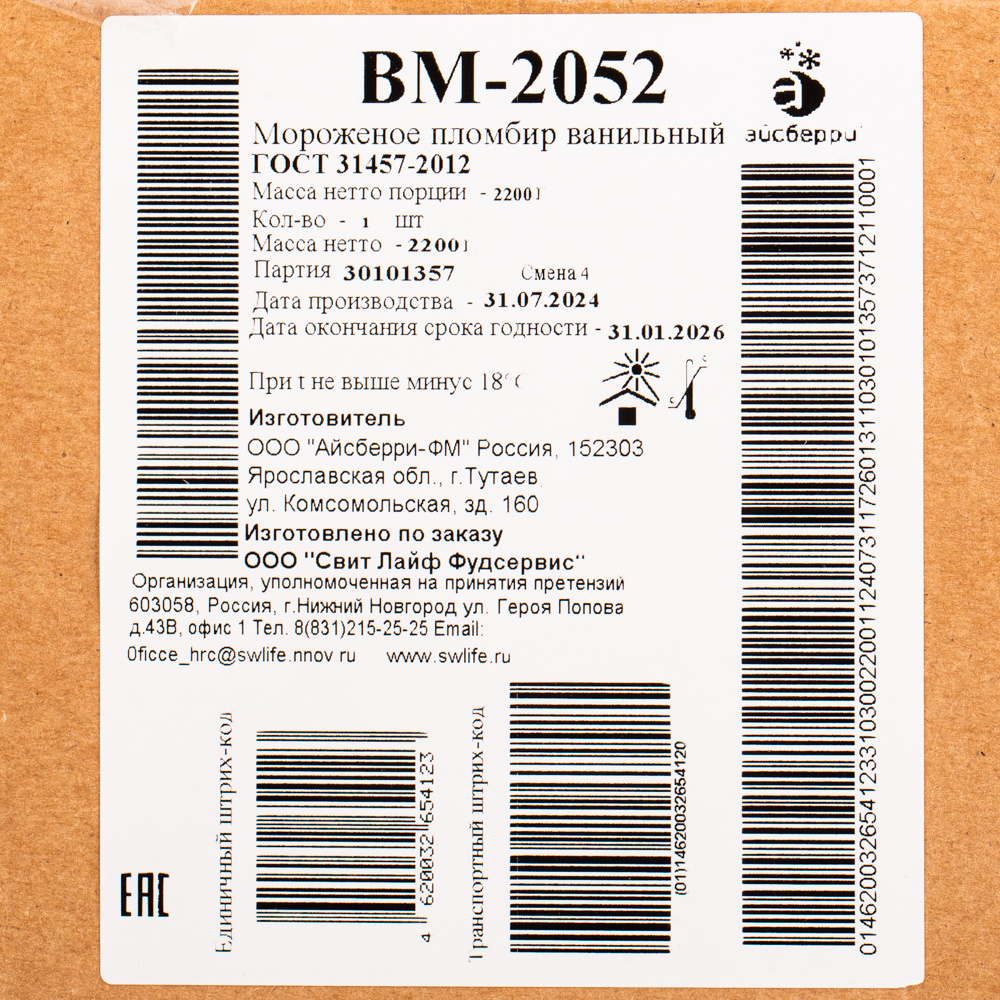 ВМ-2052
айсберри
Мороженое пломбир ванильный
ГОСТ 31457-2012
Масса нетто порции - 2200
Кол-во - 1 шт
Масса нетто - 2200
Партия 30101357 Смена 4
Дата производства - 31.07.2024
Дата окончания срока годности - 31.01.2026
При t не выше минус 18°C
Изготовитель
ООО "Айсберри-ФМ" Россия, 152303
Ярославская обл., г.Тутаев
ул. Комсомольская, зд. 160
Изготовлено по заказу
ООО "Свит Лайф Фудсервис"
Организация, уполномоченная на принятия претензий
603058, Россия, г.Нижний Новгород ул. Героя Попова
д.43В, офис 1 Тел. 8(831)215-25-25 Email:
0ficce_hrc@swlife.nnov ru www.swlife.ru
Единичный штрих-код
4 620032 654123
Транспортный штрих-код
(01)14620032654120
EAC